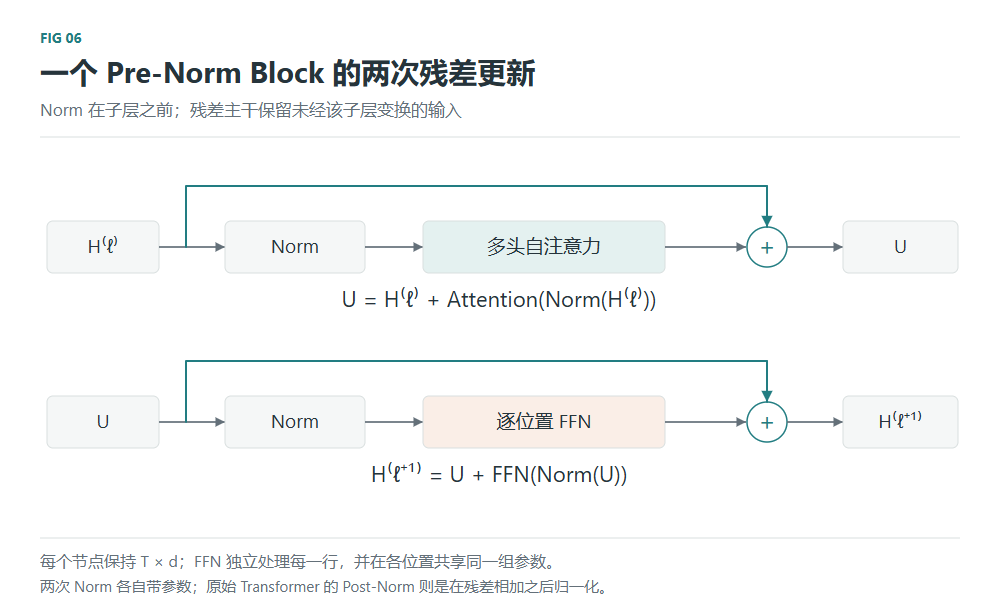 FIG 06
一个 Pre-Norm Block 的两次残差更新
Norm 在子层之前；残差主干保留未经该子层变换的输入
H⁽ℓ⁾ Norm 多头自注意力 + U
U = H⁽ℓ⁾ + Attention(Norm(H⁽ℓ⁾))
U Norm 逐位置 FFN + H⁽ℓ⁺¹⁾
H⁽ℓ⁺¹⁾ = U + FFN(Norm(U))
每个节点保持 T × d；FFN 独立处理每一行，并在各位置共享同一组参数。
两次 Norm 各自带参数；原始 Transformer 的 Post-Norm 则是在残差相加之后归一化。